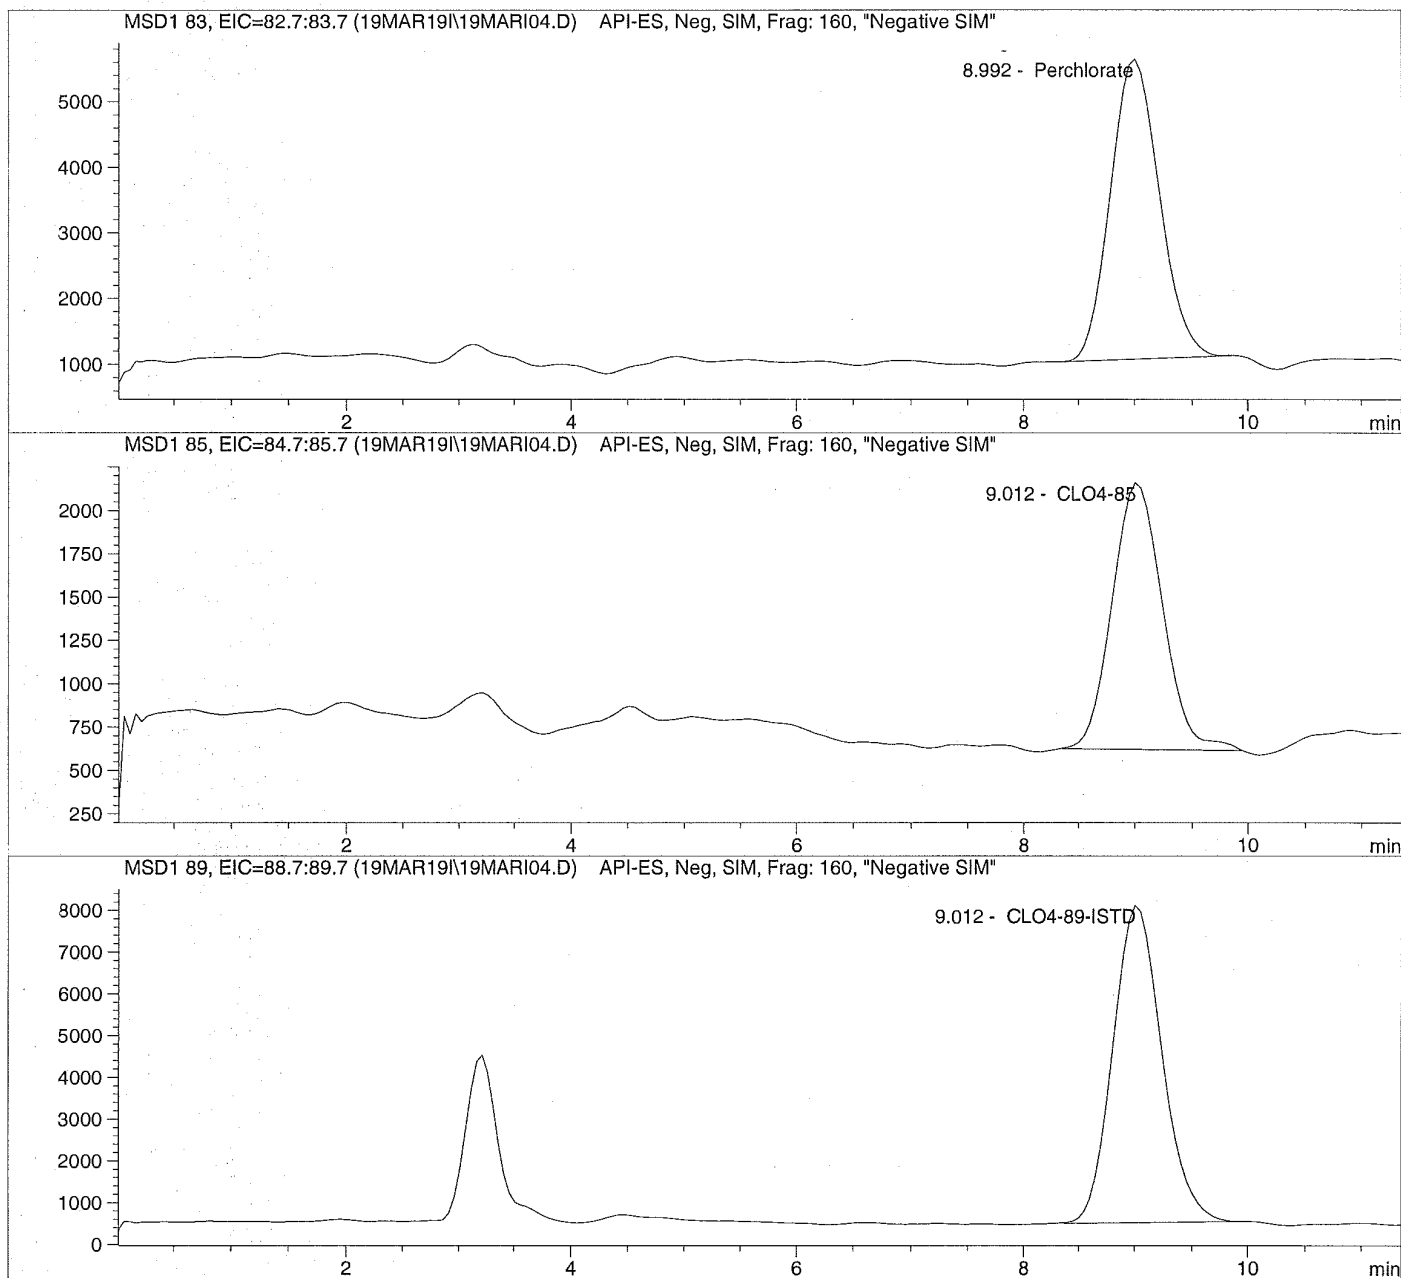 MSD1 83, EIC=82.7:83.7 (19MAR19I\19MARI04.D) API-ES, Neg, SIM, Frag: 160, "Negative SIM"
8.992 - Perchlorate
5000
4000
3000
2000
1000
2 4 6 8 10 min
MSD1 85, EIC=84.7:85.7 (19MAR19I\19MARI04.D) API-ES, Neg, SIM, Frag: 160, "Negative SIM"
9.012 - CLO4-85
2000
1750
1500
1250
1000
750
500
250
2 4 6 8 10 min
MSD1 89, EIC=88.7:89.7 (19MAR19I\19MARI04.D) API-ES, Neg, SIM, Frag: 160, "Negative SIM"
9.012 - CLO4-89-ISTD
8000
7000
6000
5000
4000
3000
2000
1000
0
2 4 6 8 10 min